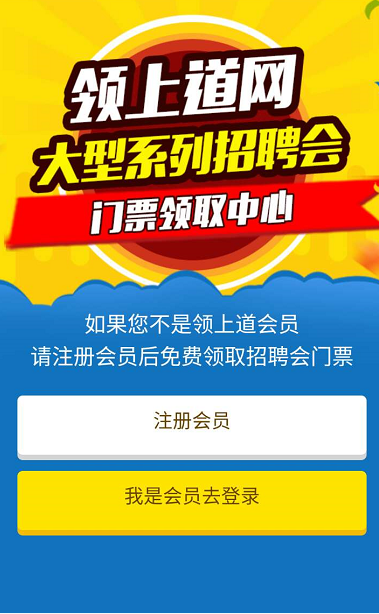 领上道网
大型系列招聘会
门票领取中心
如果您不是领上道会员
请注册会员后免费领取招聘会门票
注册会员
我是会员去登录